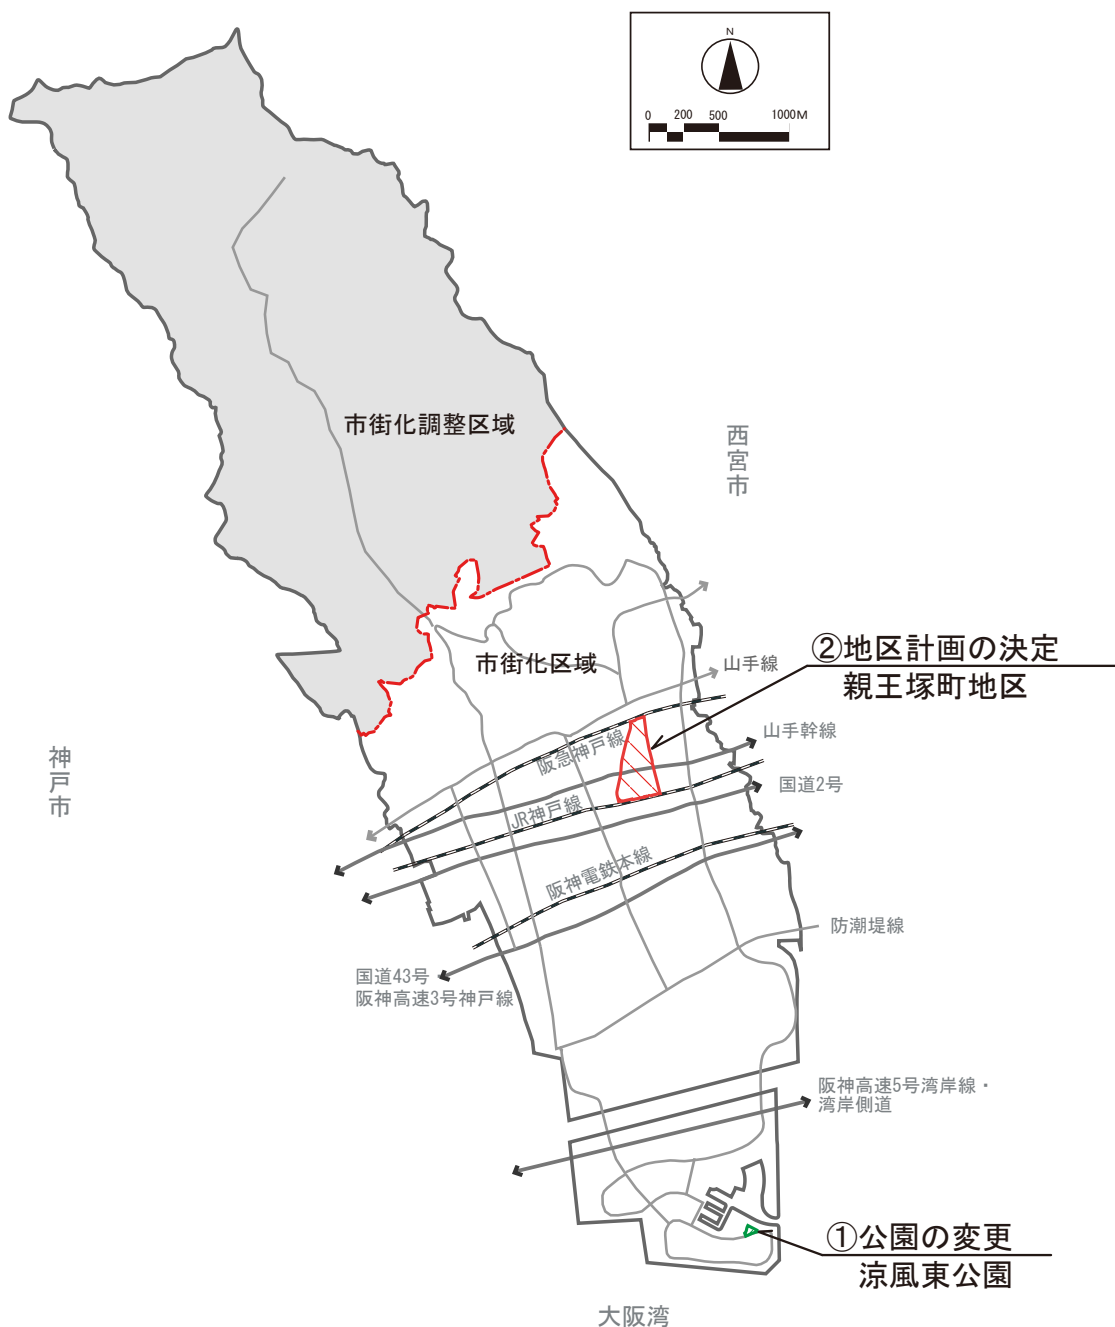 N
0 200 500 1000M
市街化調整区域
西宮市
②地区計画の決定
親王塚町地区
市街化区域
山手線
山手幹線
阪急神戸線
神戸市
国道2号
JR神戸線
阪神電鉄本線
防潮堤線
国道43号
阪神高速3号神戸線
阪神高速5号湾岸線・
湾岸側道
①公園の変更
涼風東公園
大阪湾